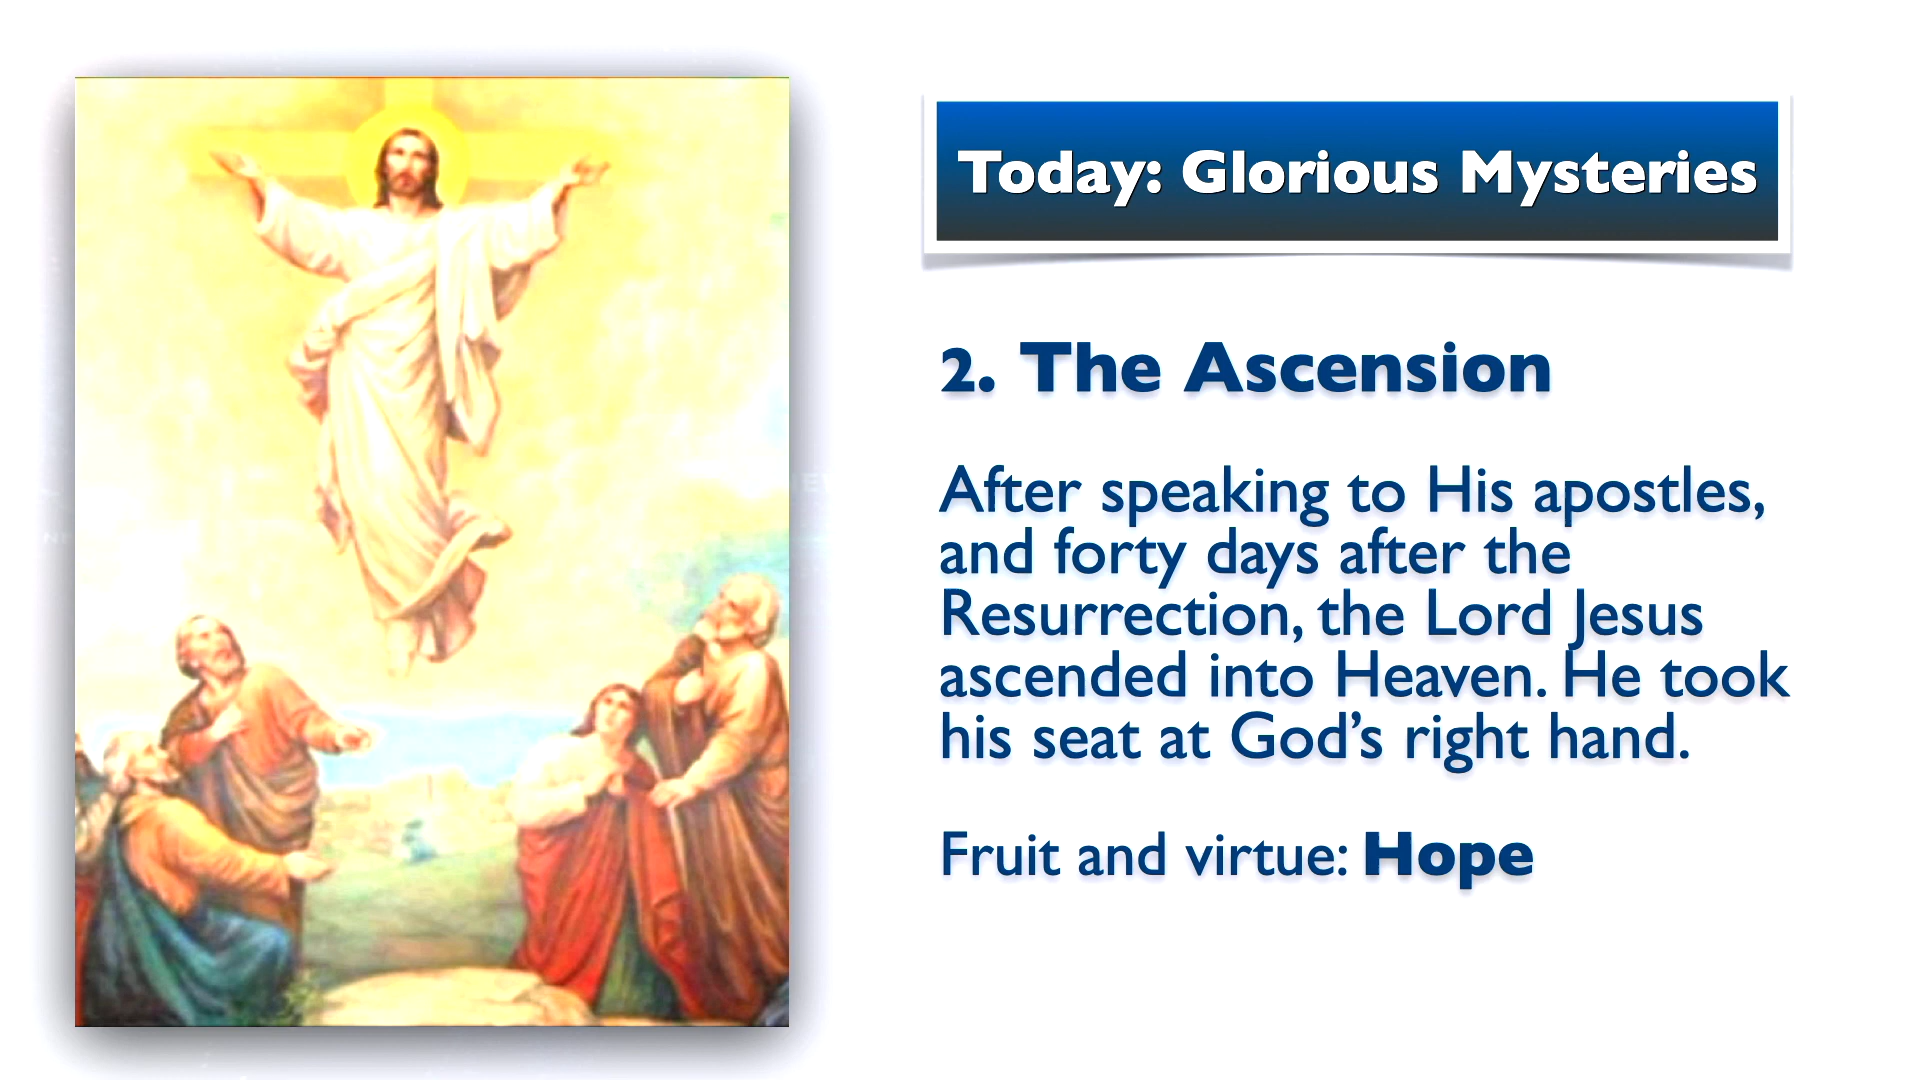 Today: Glorious Mysteries
2. The Ascension
After speaking to His apostles,
and forty days after the
Resurrection, the Lord Jesus
ascended into Heaven. He took
his seat at God’s right hand.
Fruit and virtue: Hope